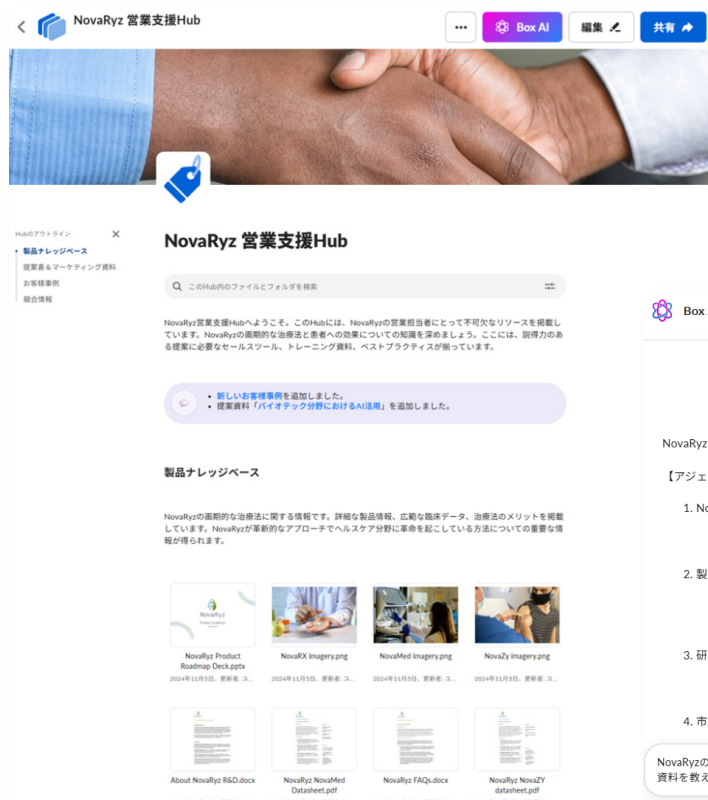 NovaRyz 営業支援Hub
Box AI
編集
共有
Hubのアウトライン
製品ナレッジベース
提案書＆マーケティング資料
お客様事例
競合情報
NovaRyz 営業支援Hub
このHub内のファイルとフォルダを検索
NovaRyz営業支援Hubへようこそ。このHubには、NovaRyzの営業担当者にとって不可欠なリソースを掲載し
ています。NovaRyzの画期的な治療法と患者への効果についての知識を深めましょう。ここには、説得力のあ
る提案に必要なセールスツール、トレーニング資料、ベストプラクティスが揃っています。
• 新しいお客様事例を追加しました。
• 提案資料「バイオテック分野におけるAI活用」を追加しました。
製品ナレッジベース
NovaRyzの画期的な治療法に関する情報です。詳細な製品情報、広範な臨床データ、治療法のメリットを掲載
しています。NovaRyzが革新的なアプローチでヘルスケア分野に革命を起こしている方法についての重要な情
報が得られます。
NovaRyz
NovaRyz Product
Roadmap Deck.pptx
2024年11月5日、更新者: ユ...
NovaRX imagery.png
2024年11月5日、更新者: ユ...
NovaMed imagery.png
2024年11月5日、更新者: ユ...
NovaZy imagery.png
2024年11月5日、更新者: ユ...
About NovaRyz R&D.docx
NovaRyz NovaMed
Datasheet.pdf
NovaRyz FAQs.docx
NovaRyz NovaZY
datasheet.pdf
Box
NovaRyz
【アジェ
1. No
2. 製
3. 研
4. 市
NovaRyzの
資料を教え